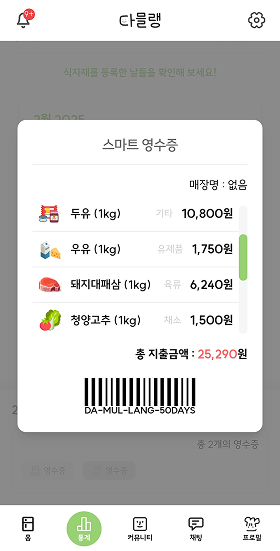 9+
다믈랭
식자재를 등록한 날들을 확인해 보세요!
스마트 영수증
매장명 : 없음
두유 (1kg) 기타 10,800원
우유 (1kg) 유제품 1,750원
돼지대패삼 (1kg) 육류 6,240원
청양고추 (1kg) 채소 1,500원
총 지출금액 : 25,290원
DA-MUL-LANG-50DAYS
2
총 2개의 영수증
영수증 영수증
홈 통계 커뮤니티 채팅 프로필